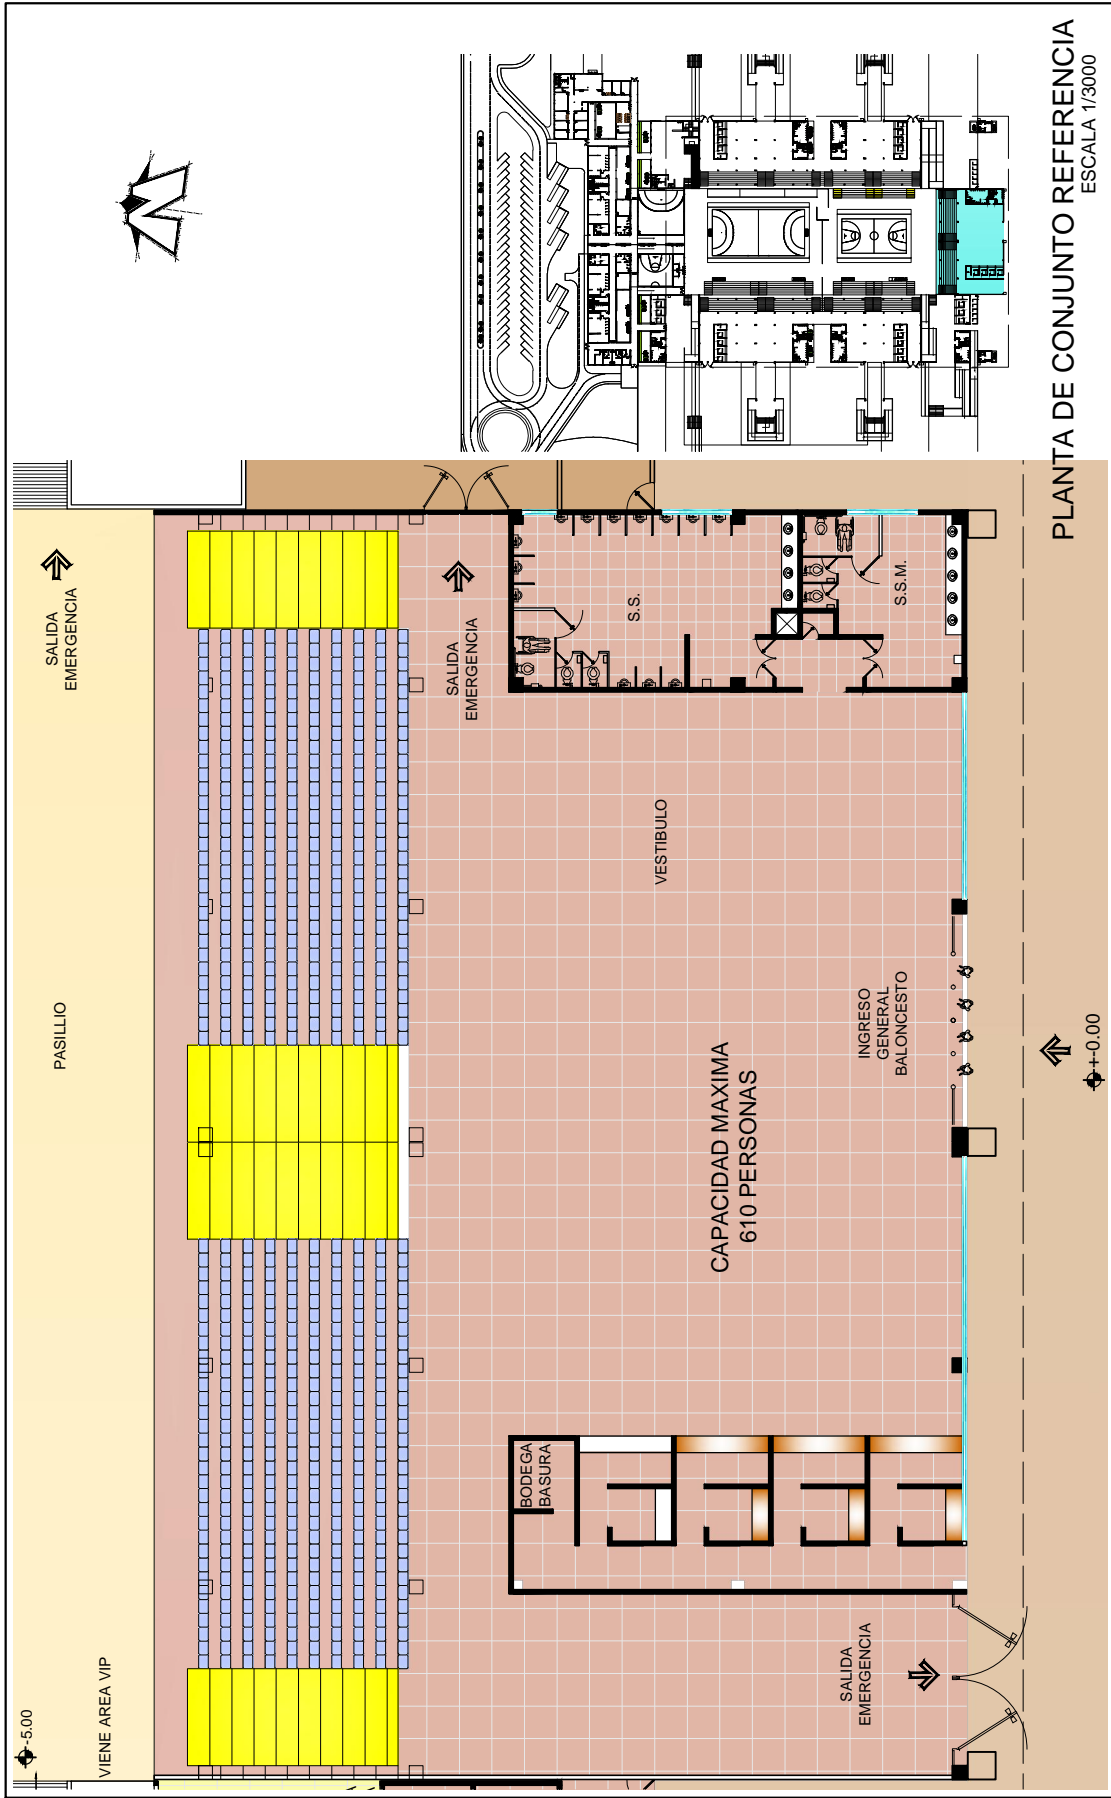 PLANTA DE CONJUNTO REFERENCIA
ESCALA 1/3000
-5.00
VIENE AREA VIP
PASILLIO
SALIDA
EMERGENCIA
SALIDA
EMERGENCIA
S.S.
S.S.M.
VESTIBULO
CAPACIDAD MAXIMA
610 PERSONAS
INGRESO
GENERAL
BALONCESTO
BODEGA
BASURA
SALIDA
EMERGENCIA
+-0.00